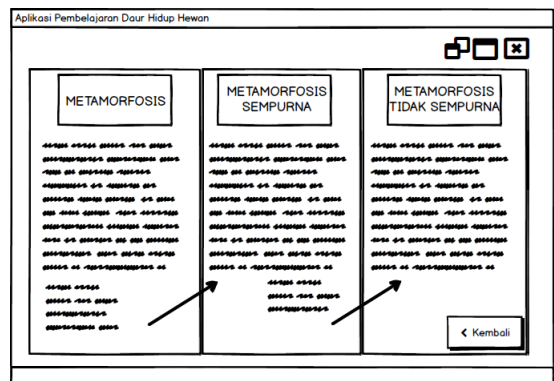 Aplikasi Pembelajaran Daur Hidup Hewan
METAMORFOSIS
METAMORFOSIS
SEMPURNA
METAMORFOSIS
TIDAK SEMPURNA
Kembali